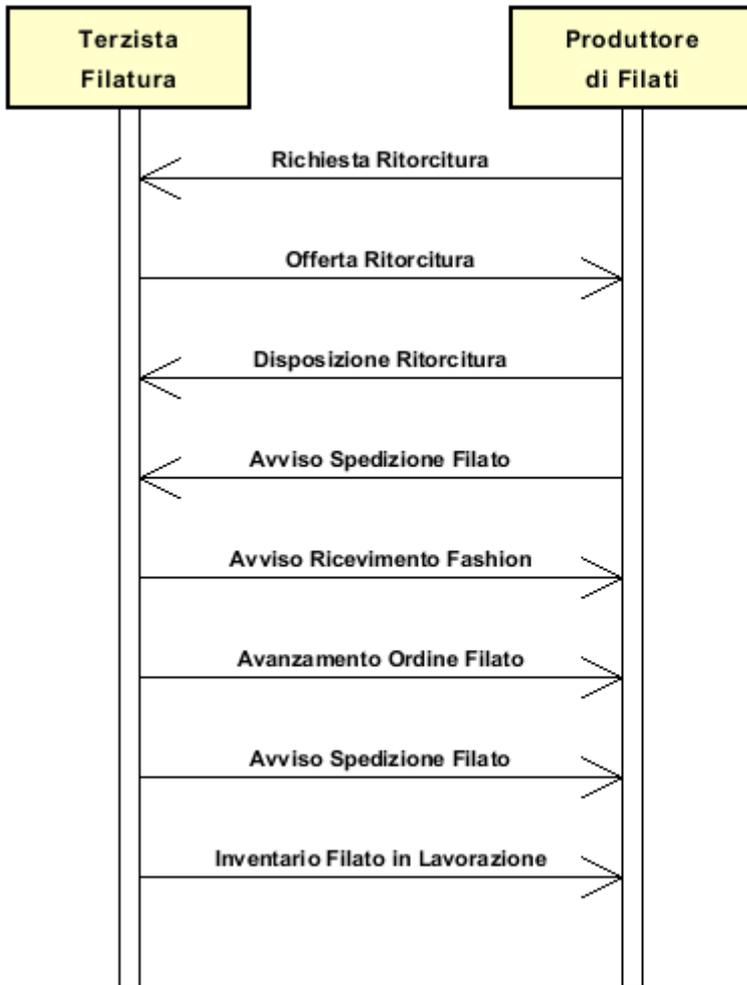 Terzista
Filatura
Produttore
di Filati
Richiesta Ritorcitura
Offerta Ritorcitura
Disposizione Ritorcitura
Avviso Spedizione Filato
Avviso Ricevimento Fashion
Avanzamento Ordine Filato
Avviso Spedizione Filato
Inventario Filato in Lavorazione